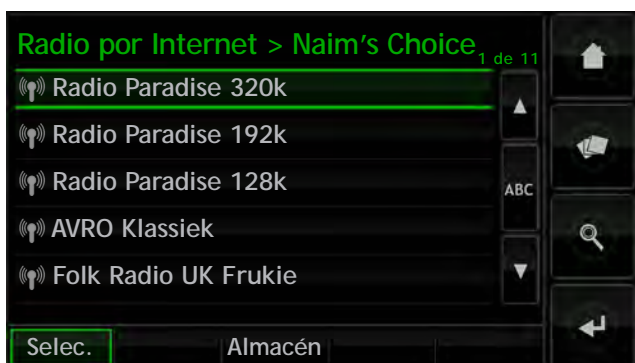 Radio por Internet > Naim's Choice
1 de 11
Radio Paradise 320k
Radio Paradise 192k
Radio Paradise 128k
ABC
AVRO Klassiek
Folk Radio UK Frukie
Selec.
Almacén